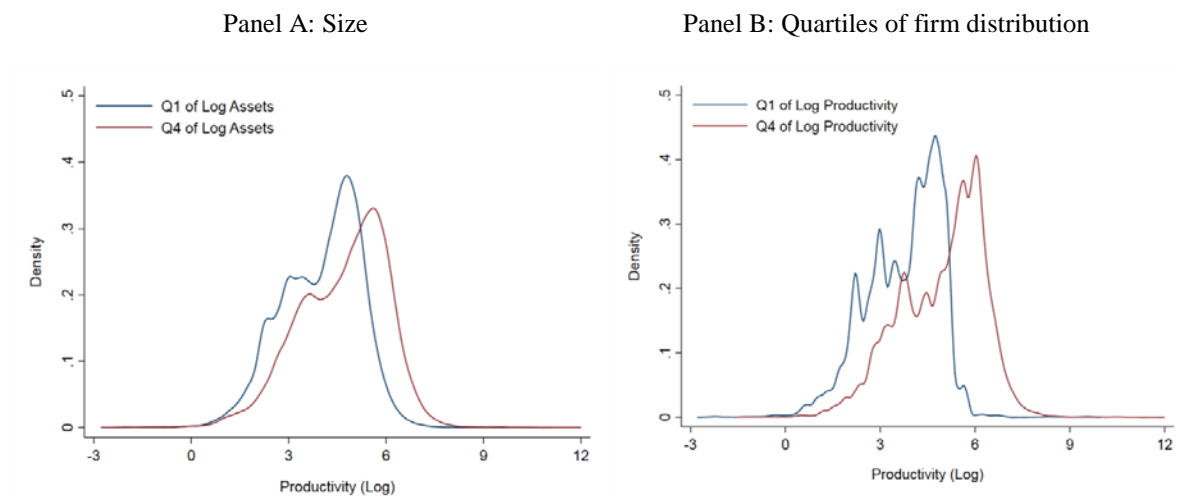 Panel A: Size
Panel B: Quartiles of firm distribution
Q1 of Log Assets
Q4 of Log Assets
.5
.4
.3
.2
.1
0
Density
-3 0 3 6 9 12
Productivity (Log)
Q1 of Log Productivity
Q4 of Log Productivity
.5
.4
.3
.2
.1
0
Density
-3 0 3 6 9 12
Productivity (Log)